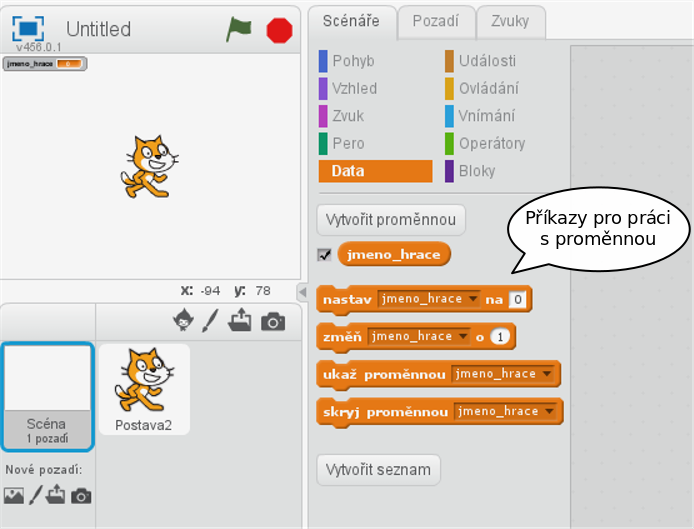 Untitled
v456.0.1
jmeno_hrace 0
x: -94 y: 78
Scéna
1 pozadí
Postava2
Nové pozadí:
Scénáře
Pozadí
Zvuky
Pohyb
Vzhled
Zvuk
Pero
Data
Události
Ovládání
Vnímání
Operátory
Bloky
Vytvořit proměnnou
jmeno_hrace
nastav jmeno_hrace na 0
změň jmeno_hrace o 1
ukaž proměnnou jmeno_hrace
skryj proměnnou jmeno_hrace
Vytvořit seznam
Příkazy pro práci
s proměnnou